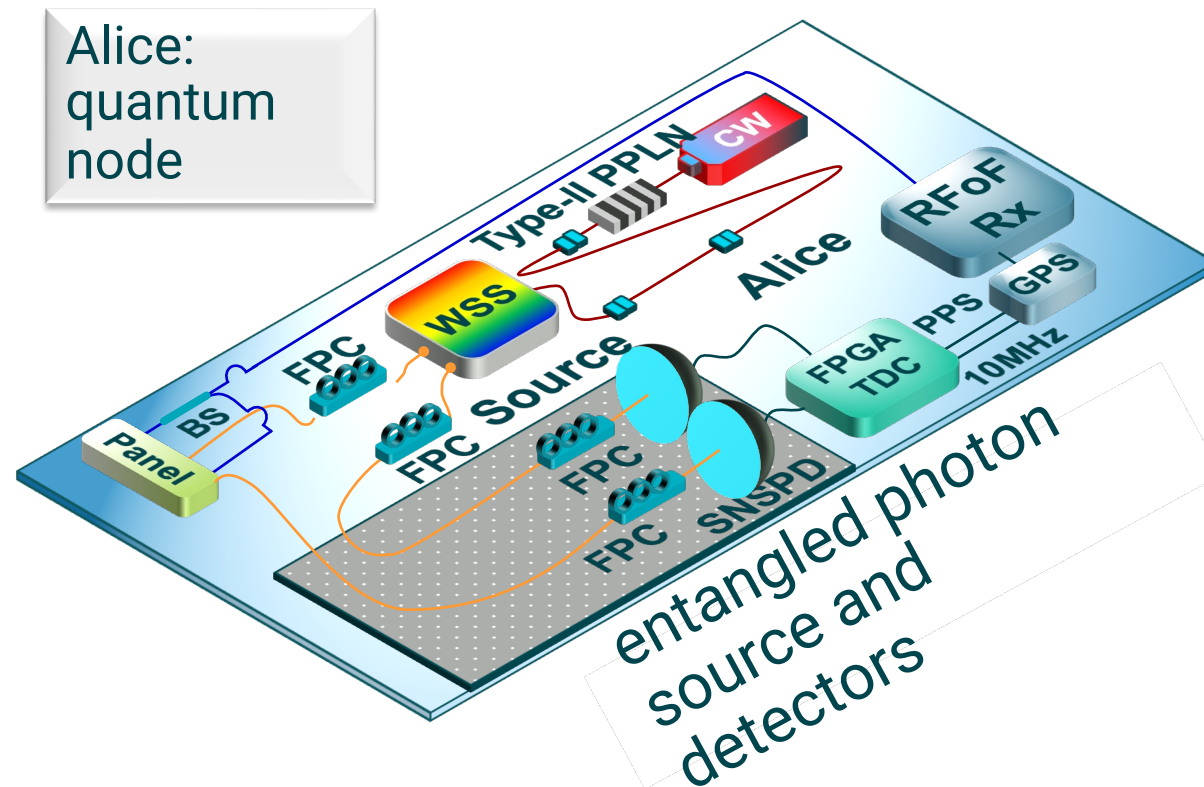 Alice:
quantum
node
CW
Type-II PPLN
RFoF
Rx
GPS
Alice
WSS
PPS
10MHz
FPGA
TDC
FPC
Source
BS
Panel
FPC
FPC
FPC
SNSPD
entangled photon
source and
detectors